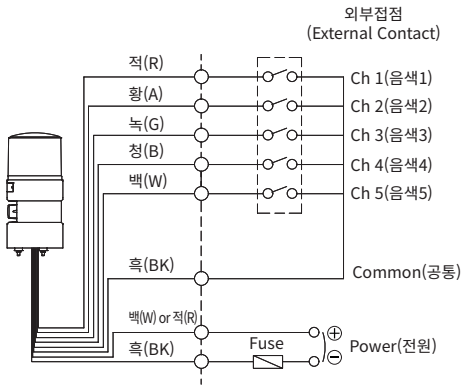 외부접점
(External Contact)
적(R)
Ch 1(음색1)
황(A)
Ch 2(음색2)
녹(G)
Ch 3(음색3)
청(B)
Ch 4(음색4)
백(W)
Ch 5(음색5)
흑(BK)
Common(공통)
백(W) or 적(R)
흑(BK)
Fuse
Power(전원)